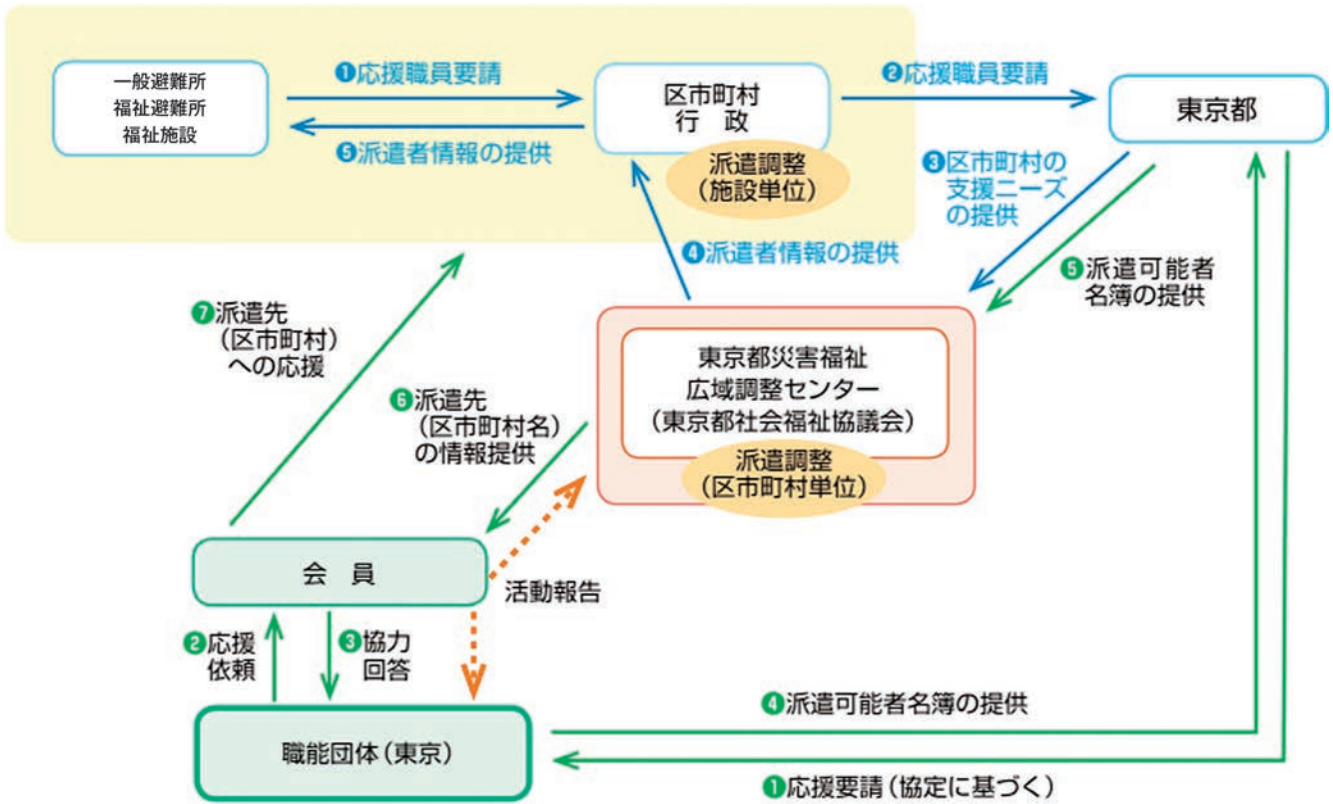 一般避難所
福祉避難所
福祉施設
❶応援職員要請
❺派遣者情報の提供
区市町村
行　政
派遣調整
（施設単位）
❷応援職員要請
東京都
❸区市町村の
支援ニーズ
の提供
❹派遣者情報の提供
❺派遣可能者
名簿の提供
❼派遣先
（区市町村）
への応援
東京都災害福祉
広域調整センター
（東京都社会福祉協議会）
派遣調整
（区市町村単位）
❻派遣先
（区市町村名）
の情報提供
会　員
活動報告
❷応援
依頼
❸協力
回答
職能団体（東京）
❹派遣可能者名簿の提供
❶応援要請（協定に基づく）